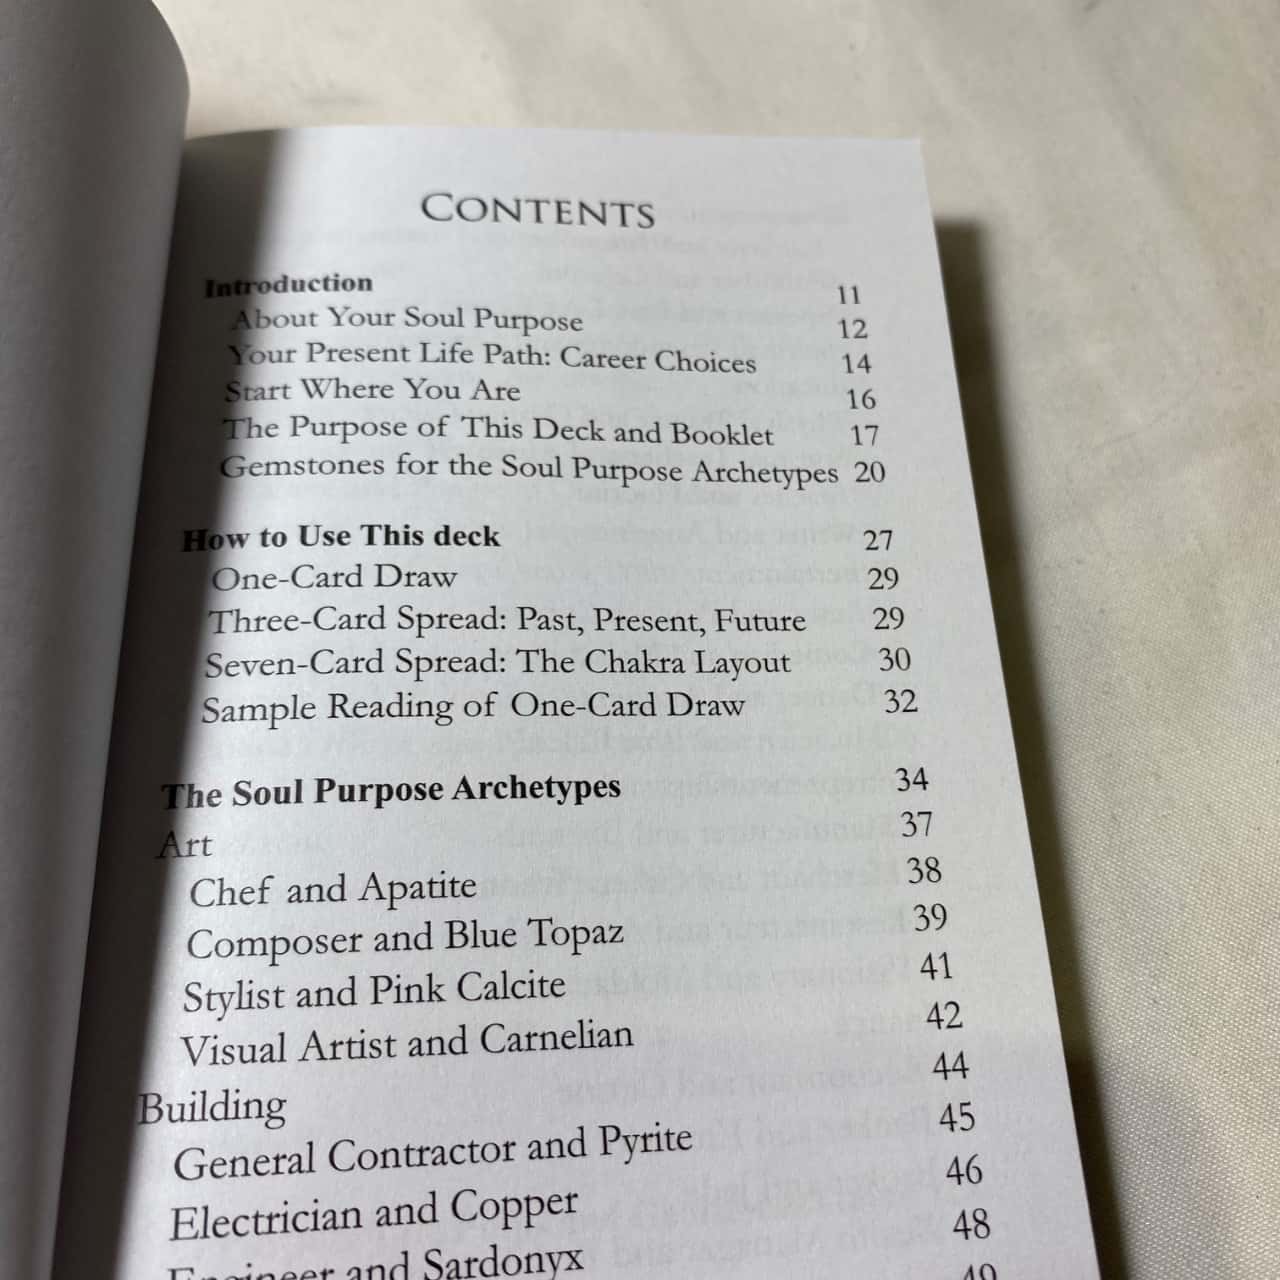 CONTENTS
Introduction 11
About Your Soul Purpose 12
Your Present Life Path: Career Choices 14
Start Where You Are 16
The Purpose of This Deck and Booklet 17
Gemstones for the Soul Purpose Archetypes 20
How to Use This deck 27
One-Card Draw 29
Three-Card Spread: Past, Present, Future 29
Seven-Card Spread: The Chakra Layout 30
Sample Reading of One-Card Draw 32
The Soul Purpose Archetypes 34
Art 37
Chef and Apatite 38
Composer and Blue Topaz 39
Stylist and Pink Calcite 41
Visual Artist and Carnelian 42
Building 44
General Contractor and Pyrite 45
Electrician and Copper 46
Engineer and Sardonyx 48